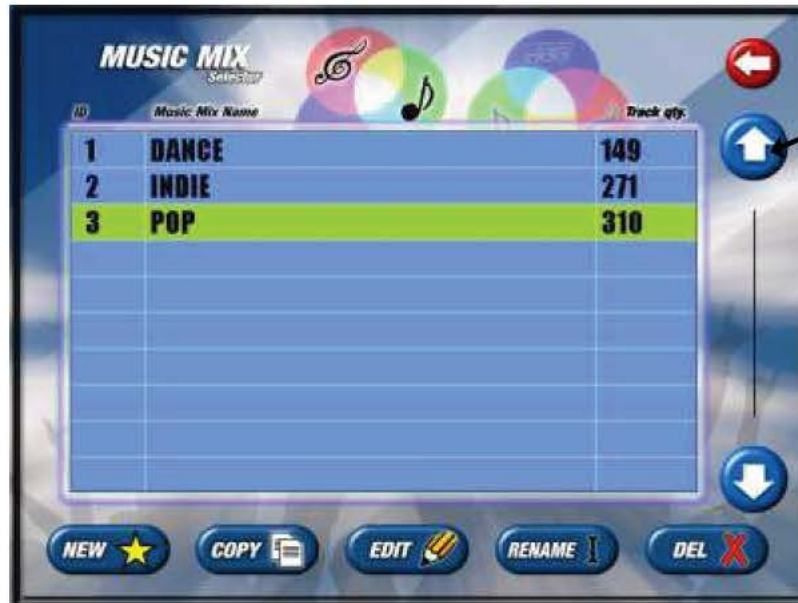 MUSIC MIX
Selector
ID Music Mix Name Track qty.
1 DANCE 149
2 INDIE 271
3 POP 310
NEW COPY EDIT RENAME DEL